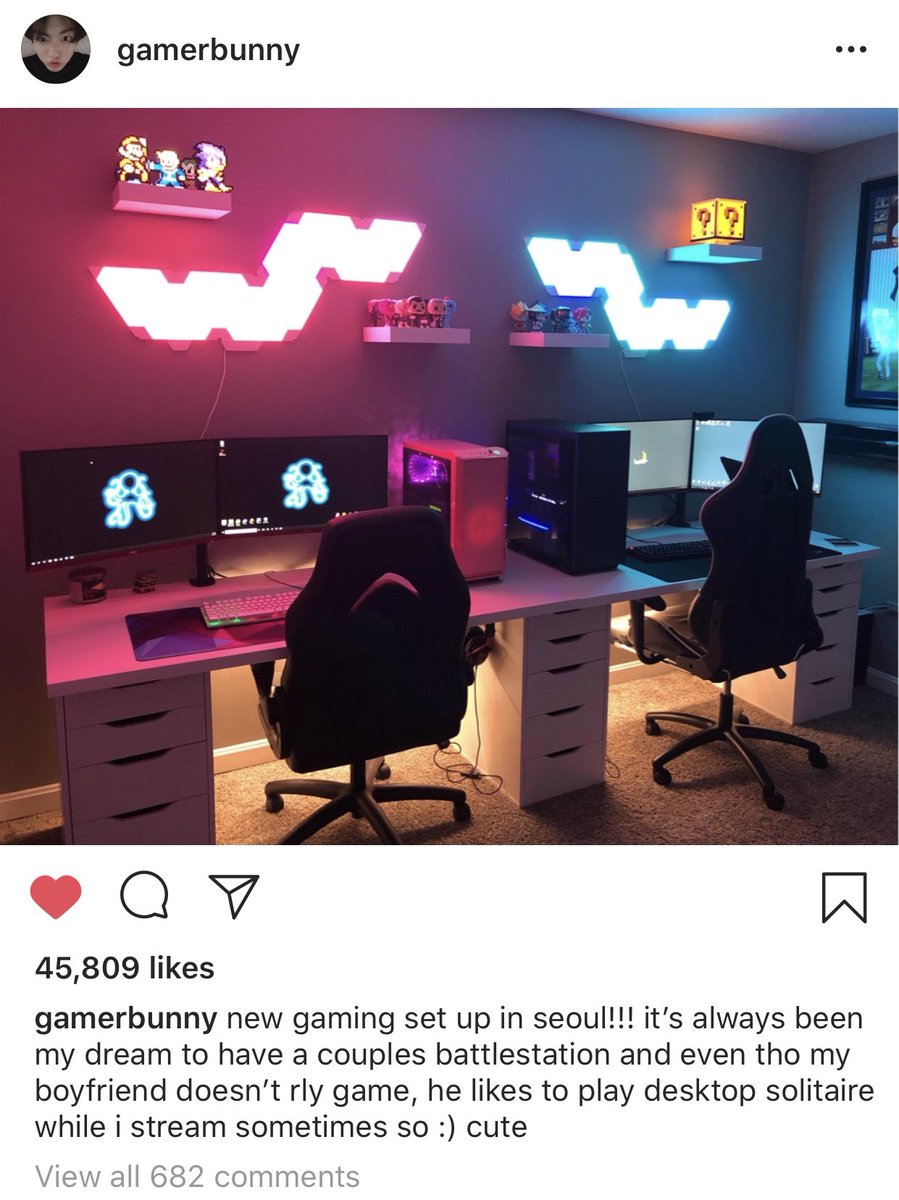 gamerbunny
? ?
45,809 likes
gamerbunny new gaming set up in seoul!!! it’s always been
my dream to have a couples battlestation and even tho my
boyfriend doesn’t rly game, he likes to play desktop solitaire
while i stream sometimes so :) cute
View all 682 comments